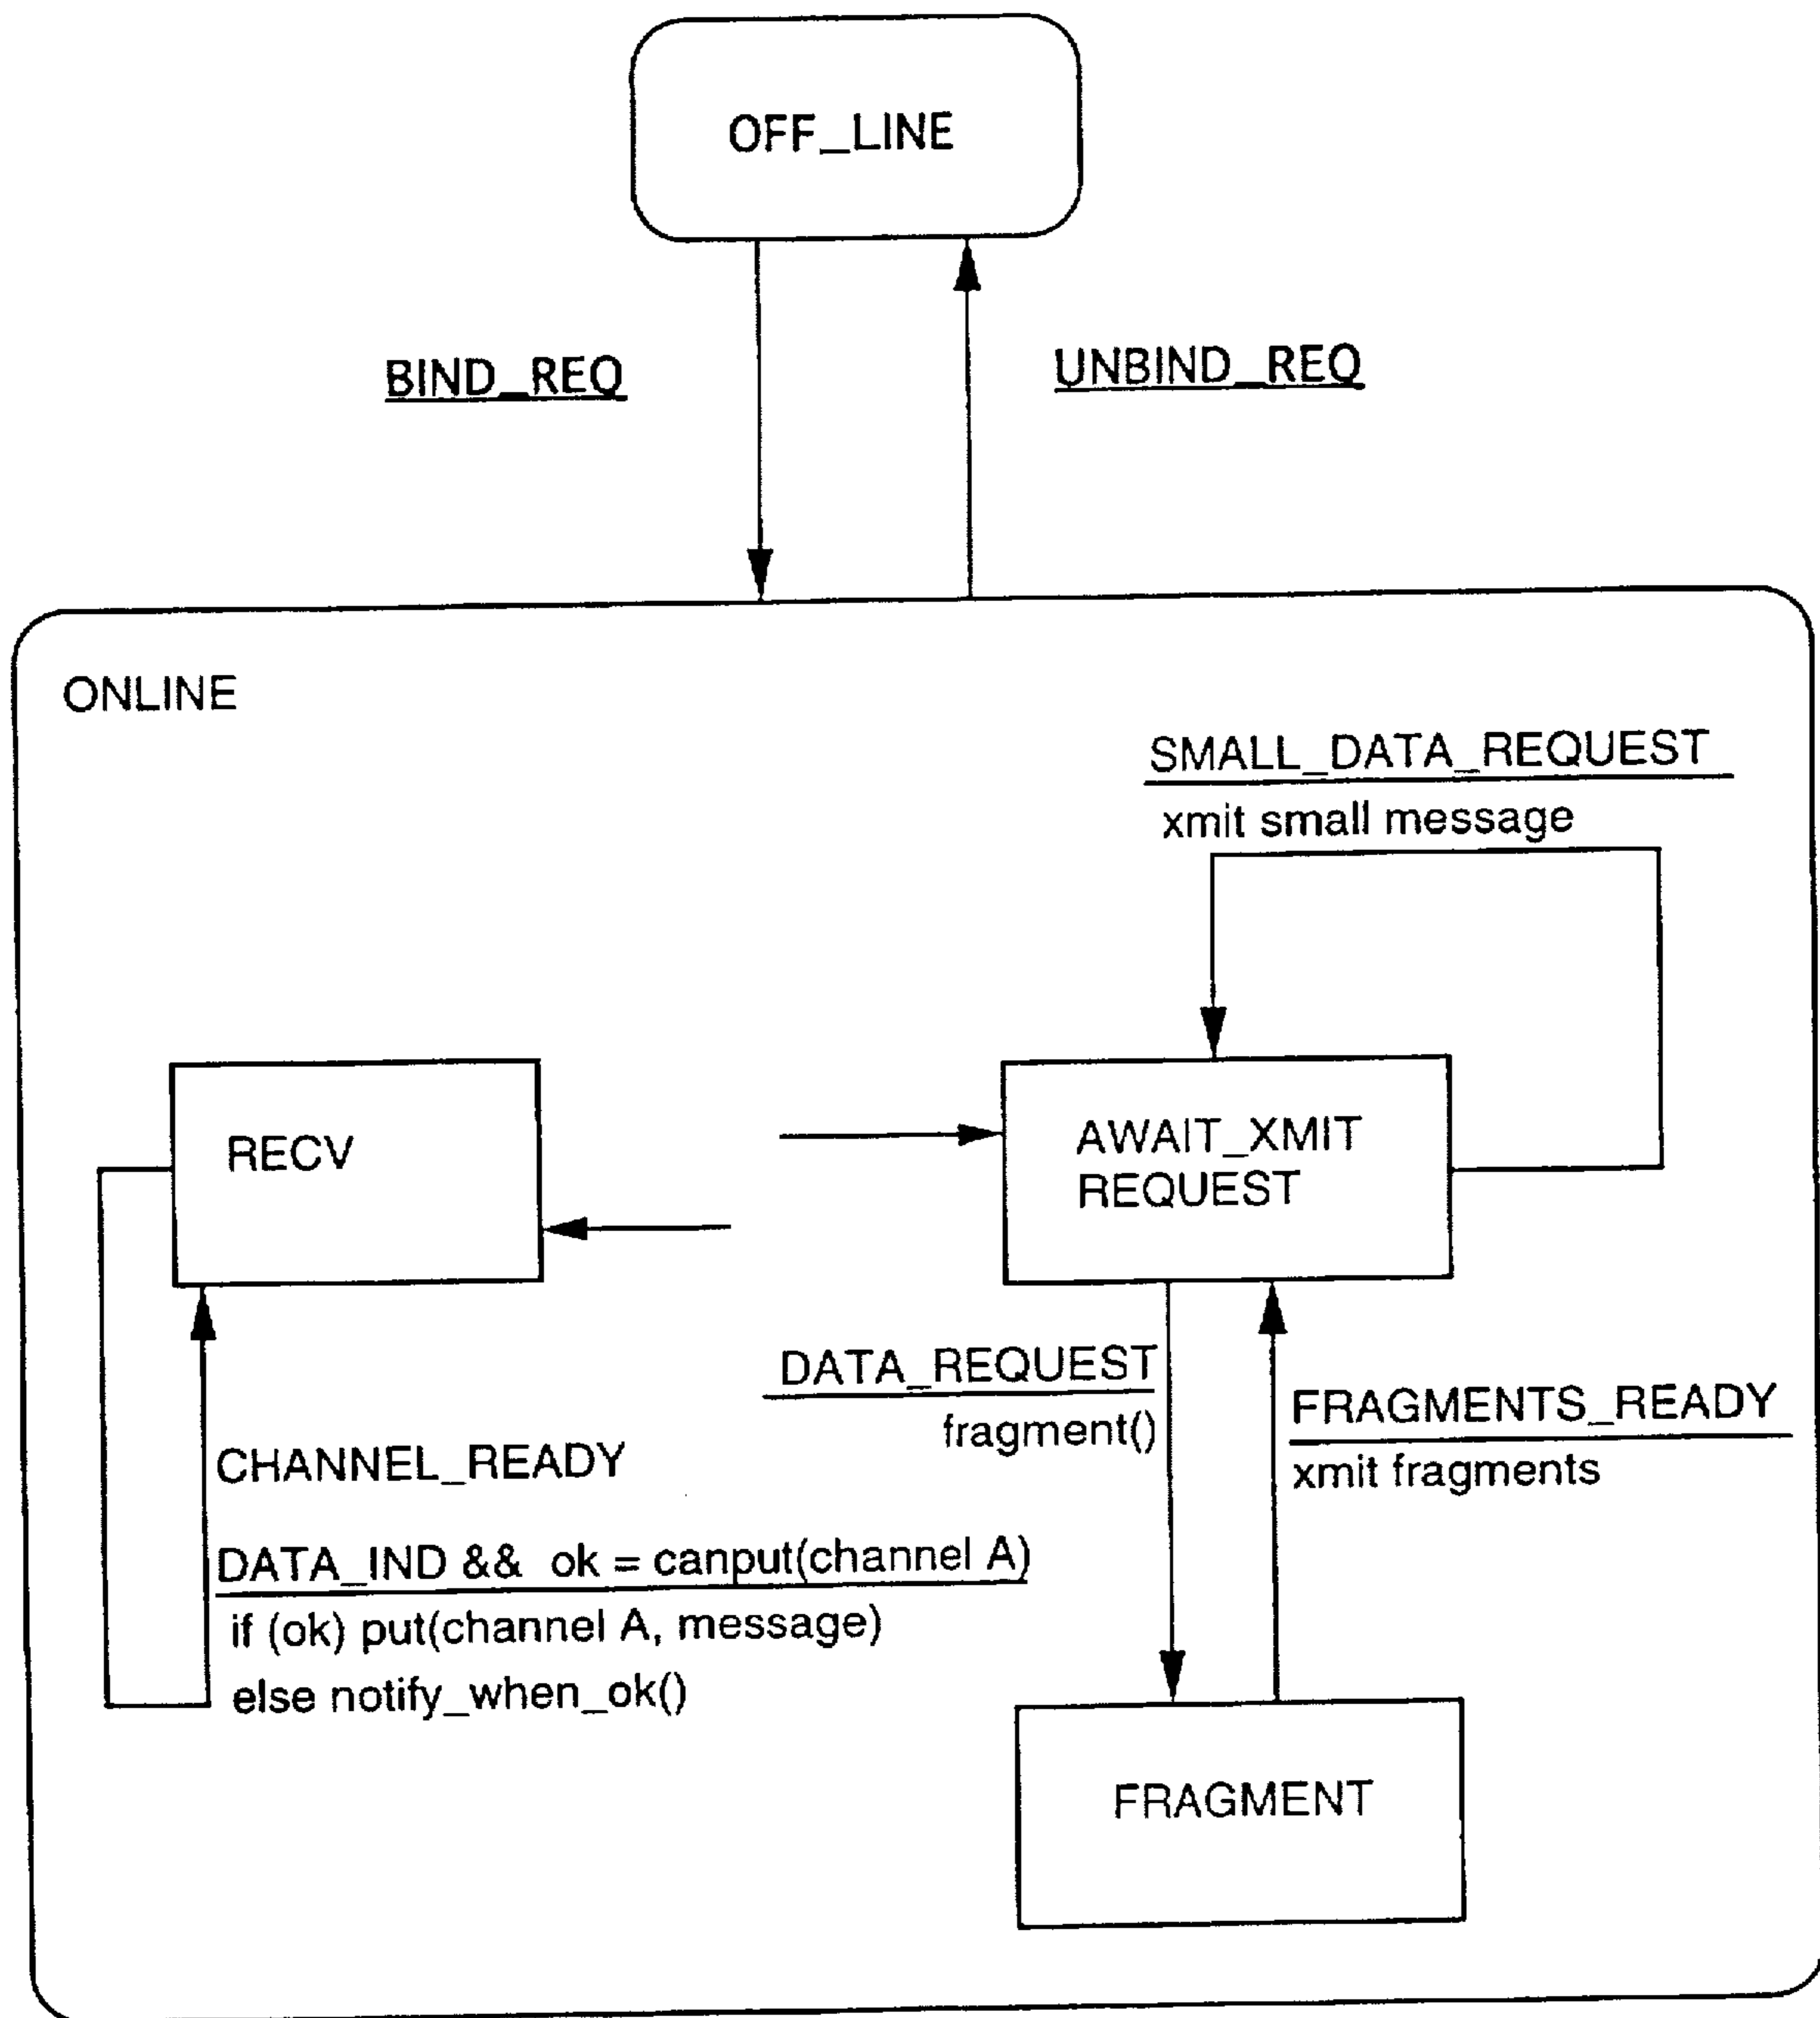 OFF_LINE
BIND_REQ
UNBIND_REQ
ONLINE
SMALL_DATA_REQUEST
xmit small message
RECV
AWAIT_XMIT
REQUEST
DATA_REQUEST
fragment()
FRAGMENTS_READY
xmit fragments
CHANNEL_READY
DATA_IND && ok = canput(channel A)
if (ok) put(channel A, message)
else notify_when_ok()
FRAGMENT